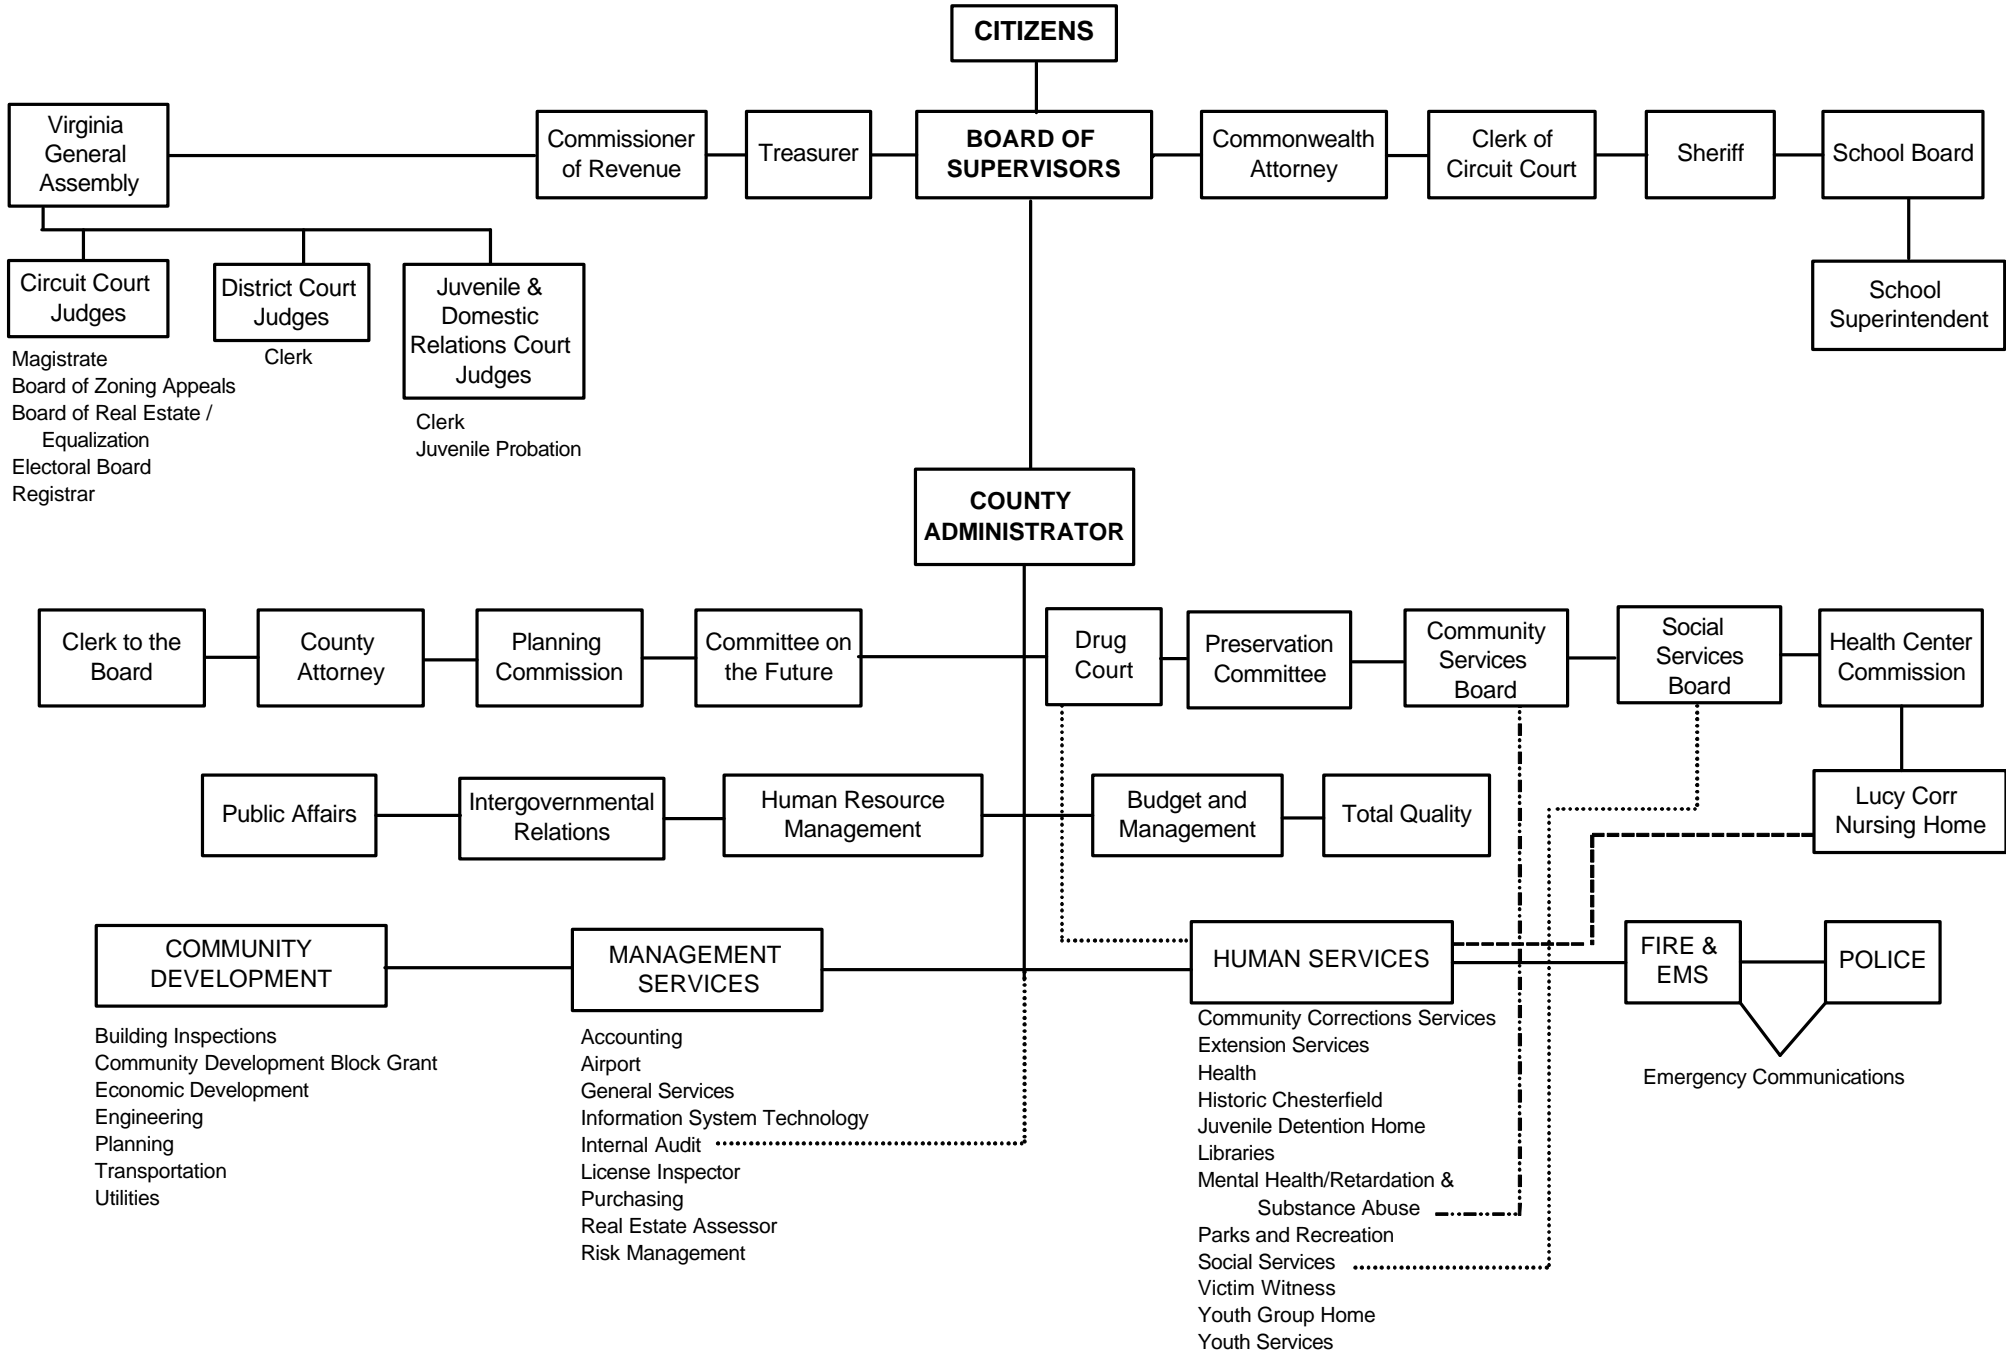 CITIZENS
Virginia
General
Assembly
Commissioner
of Revenue
Treasurer
BOARD OF
SUPERVISORS
Commonwealth
Attorney
Clerk of
Circuit Court
Sheriff
School Board
Circuit Court
Judges
Magistrate
Board of Zoning Appeals
Board of Real Estate /
Equalization
Electoral Board
Registrar
District Court
Judges
Clerk
Juvenile &
Domestic
Relations Court
Judges
Clerk
Juvenile Probation
School
Superintendent
COUNTY
ADMINISTRATOR
Clerk to the
Board
County
Attorney
Planning
Commission
Committee on
the Future
Drug
Court
Preservation
Committee
Community
Services
Board
Social
Services
Board
Health Center
Commission
Public Affairs
Intergovernmental
Relations
Human Resource
Management
Budget and
Management
Total Quality
Lucy Corr
Nursing Home
COMMUNITY
DEVELOPMENT
Building Inspections
Community Development Block Grant
Economic Development
Engineering
Planning
Transportation
Utilities
MANAGEMENT
SERVICES
Accounting
Airport
General Services
Information System Technology
Internal Audit
License Inspector
Purchasing
Real Estate Assessor
Risk Management
HUMAN SERVICES
Community Corrections Services
Extension Services
Health
Historic Chesterfield
Juvenile Detention Home
Libraries
Mental Health/Retardation &
Substance Abuse
Parks and Recreation
Social Services
Victim Witness
Youth Group Home
Youth Services
FIRE &
EMS
POLICE
Emergency Communications